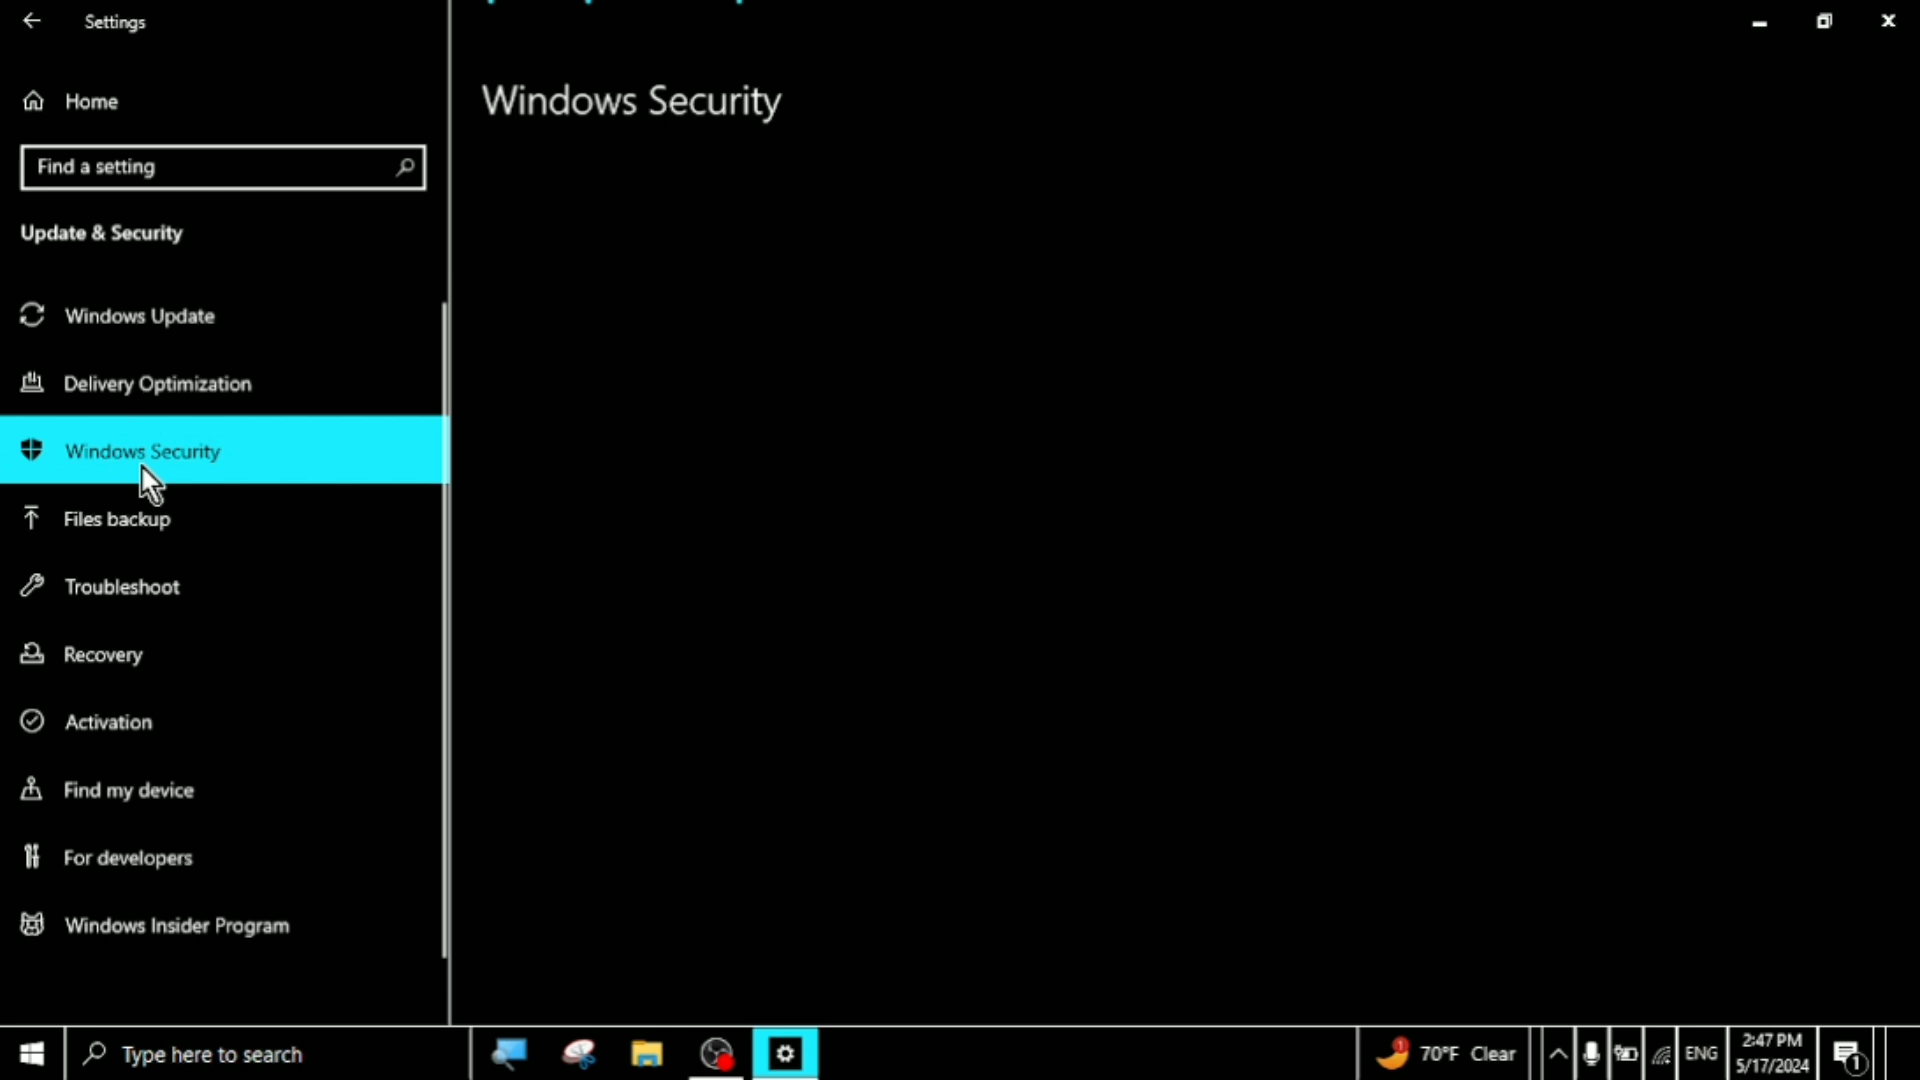 Settings
Home
Find a setting
Update & Security
Windows Update
Delivery Optimization
Windows Security
Files backup
Troubleshoot
Recovery
Activation
Find my device
For developers
Windows Insider Program
Windows Security
Type here to search
1
70°F Clear
ENG
2:47 PM
5/17/2024
1